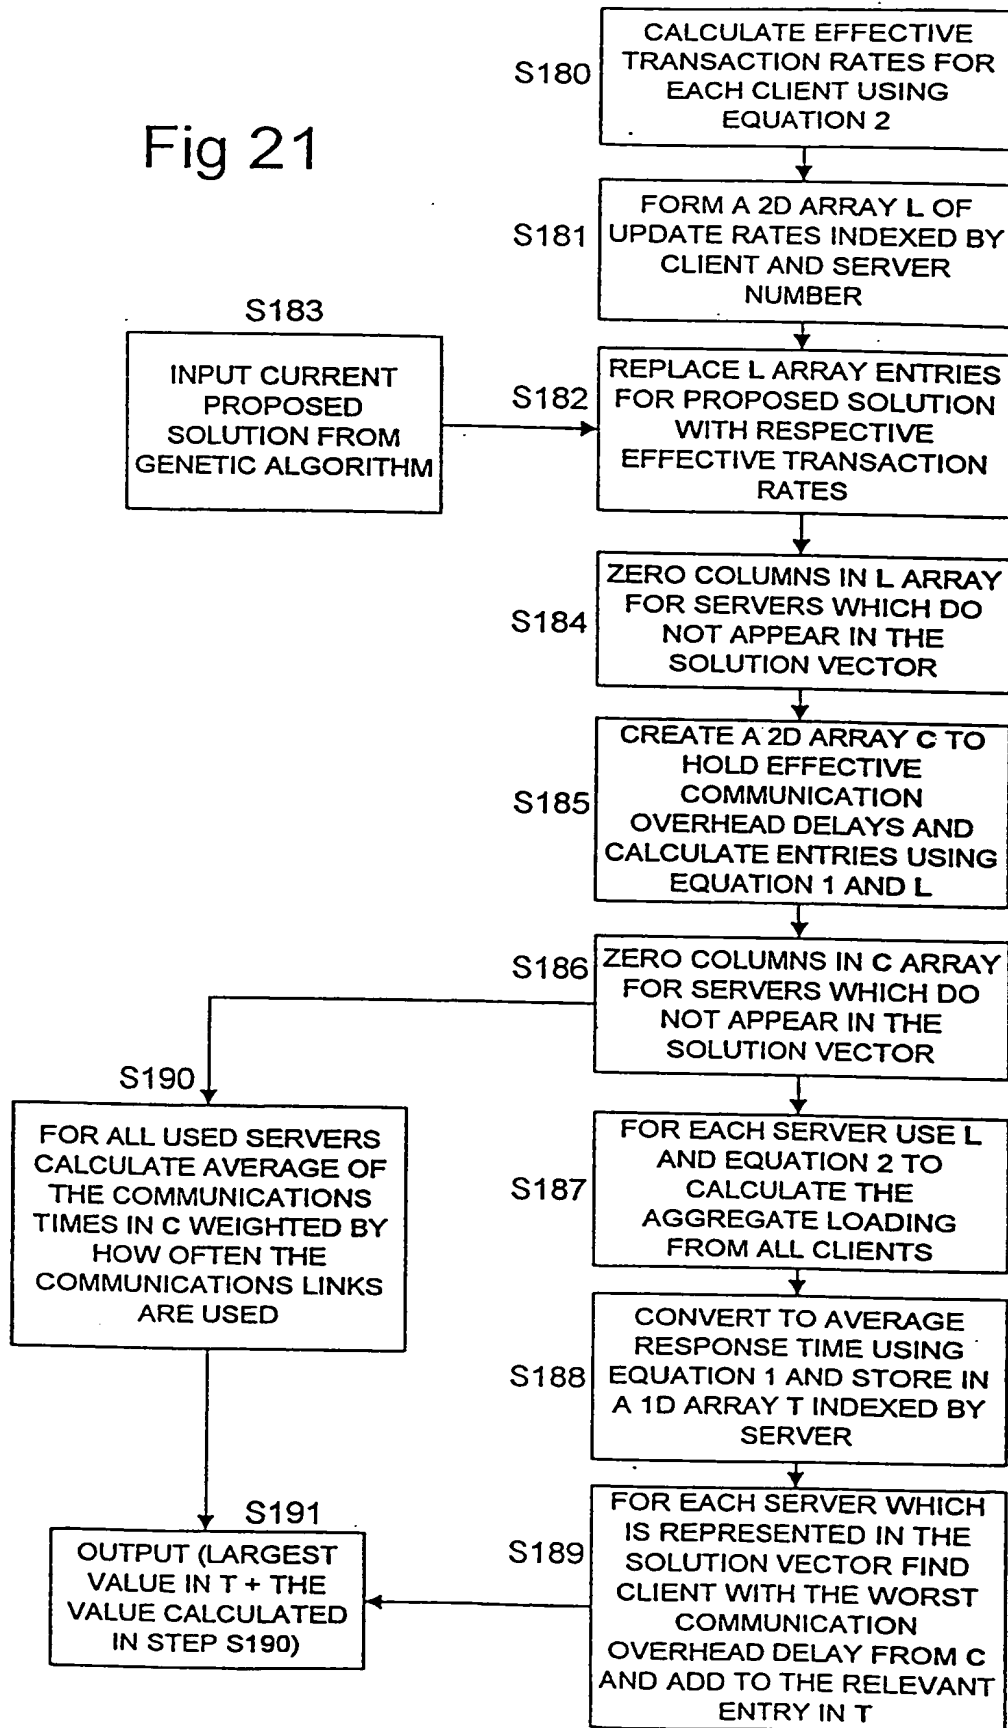 Fig 21
S180
CALCULATE EFFECTIVE
TRANSACTION RATES FOR
EACH CLIENT USING
EQUATION 2
S181
FORM A 2D ARRAY L OF
UPDATE RATES INDEXED BY
CLIENT AND SERVER
NUMBER
S183
INPUT CURRENT
PROPOSED
SOLUTION FROM
GENETIC ALGORITHM
S182
REPLACE L ARRAY ENTRIES
FOR PROPOSED SOLUTION
WITH RESPECTIVE
EFFECTIVE TRANSACTION
RATES
S184
ZERO COLUMNS IN L ARRAY
FOR SERVERS WHICH DO
NOT APPEAR IN THE
SOLUTION VECTOR
S185
CREATE A 2D ARRAY C TO
HOLD EFFECTIVE
COMMUNICATION
OVERHEAD DELAYS AND
CALCULATE ENTRIES USING
EQUATION 1 AND L
S186
ZERO COLUMNS IN C ARRAY
FOR SERVERS WHICH DO
NOT APPEAR IN THE
SOLUTION VECTOR
S190
FOR ALL USED SERVERS
CALCULATE AVERAGE OF
THE COMMUNICATIONS
TIMES IN C WEIGHTED BY
HOW OFTEN THE
COMMUNICATIONS LINKS
ARE USED
S187
FOR EACH SERVER USE L
AND EQUATION 2 TO
CALCULATE THE
AGGREGATE LOADING
FROM ALL CLIENTS
S188
CONVERT TO AVERAGE
RESPONSE TIME USING
EQUATION 1 AND STORE IN
A 1D ARRAY T INDEXED BY
SERVER
S189
FOR EACH SERVER WHICH
IS REPRESENTED IN THE
SOLUTION VECTOR FIND
CLIENT WITH THE WORST
COMMUNICATION
OVERHEAD DELAY FROM C
AND ADD TO THE RELEVANT
ENTRY IN T
S191
OUTPUT (LARGEST
VALUE IN T + THE
VALUE CALCULATED
IN STEP S190)